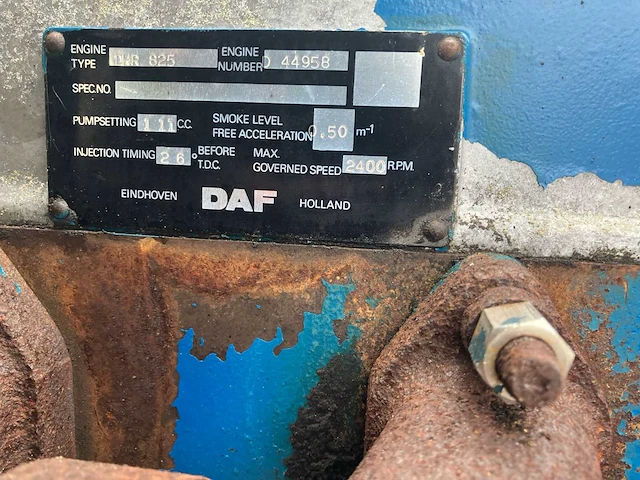 ENGINE TYPE 825 ENGINE NUMBER D 44958
SPEC.NO.
PUMPSETTING 111 CC. SMOKE LEVEL FREE ACCELERATION 0.50 m-1
INJECTION TIMING 26° BEFORE T.D.C. MAX. GOVERNED SPEED 2400 R.P.M.
EINDHOVEN DAF HOLLAND